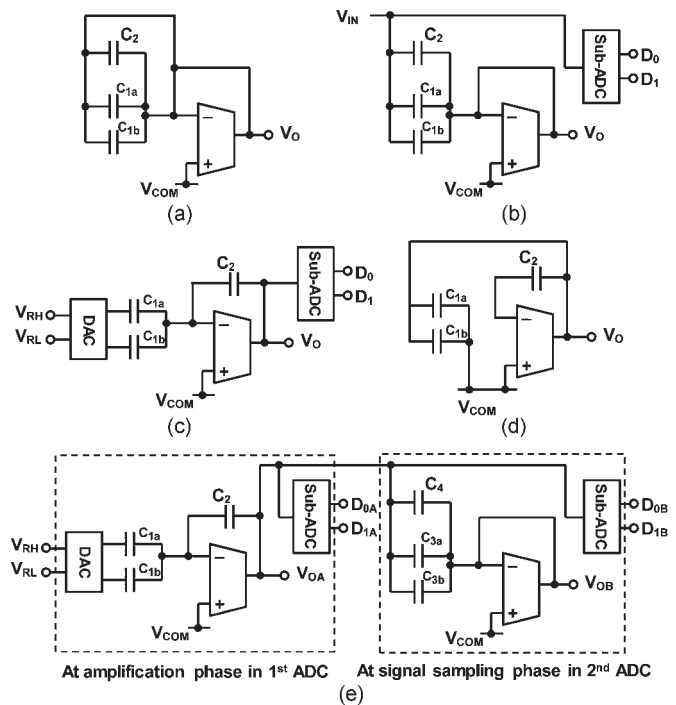 C2
C1a
C1b
−
+
VO
VCOM
(a)
VIN
C2
C1a
C1b
−
+
Sub-ADC
D0
D1
VO
VCOM
(b)
VRH
VRL
DAC
C1a
C1b
C2
−
+
Sub-ADC
D0
D1
VO
VCOM
(c)
C2
C1a
C1b
−
+
VO
VCOM
(d)
VRH
VRL
DAC
C1a
C1b
C2
−
+
Sub-ADC
D0A
D1A
VOA
VCOM
C4
C3a
C3b
−
+
Sub-ADC
D0B
D1B
VOB
VCOM
At amplification phase in 1st ADC
At signal sampling phase in 2nd ADC
(e)